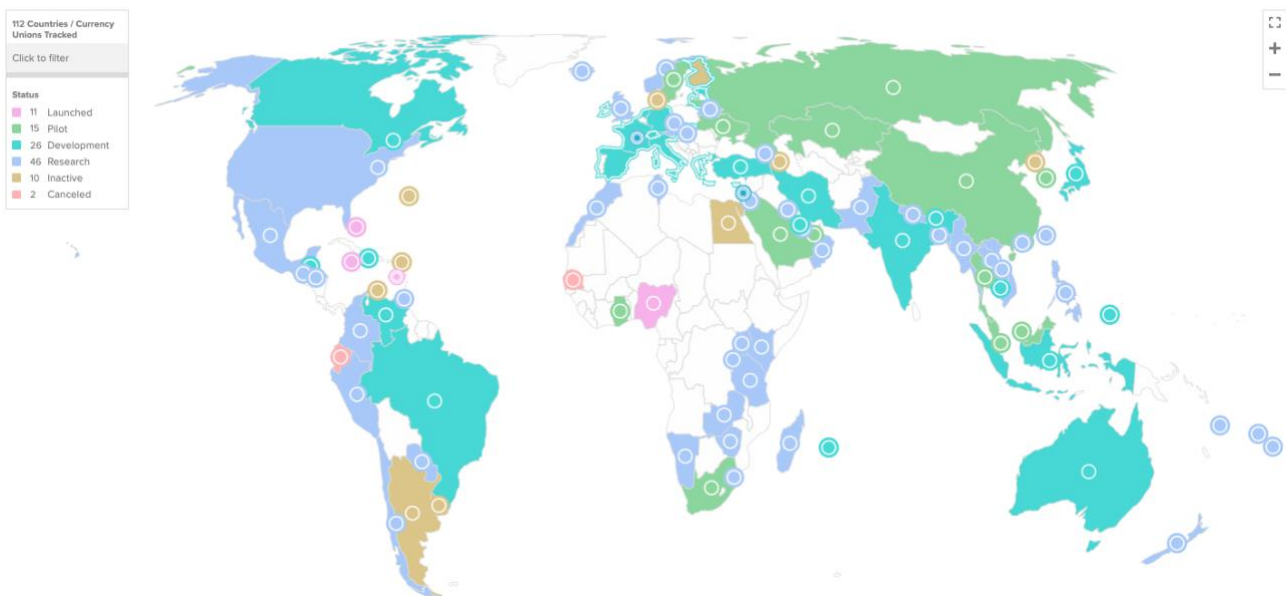 112 Countries / Currency
Unions Tracked
Click to filter
Status
11 Launched
15 Pilot
26 Development
46 Research
10 Inactive
2 Canceled
+
−